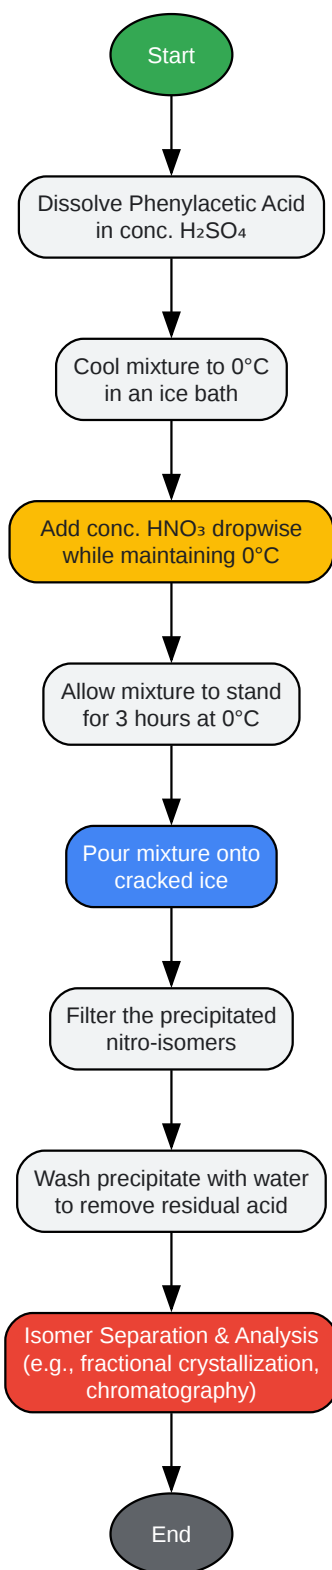 Start
Dissolve Phenylacetic Acid
in conc. H₂SO₄
Cool mixture to 0°C
in an ice bath
Add conc. HNO₃ dropwise
while maintaining 0°C
Allow mixture to stand
for 3 hours at 0°C
Pour mixture onto
cracked ice
Filter the precipitated
nitro-isomers
Wash precipitate with water
to remove residual acid
Isomer Separation & Analysis
(e.g., fractional crystallization,
chromatography)
End